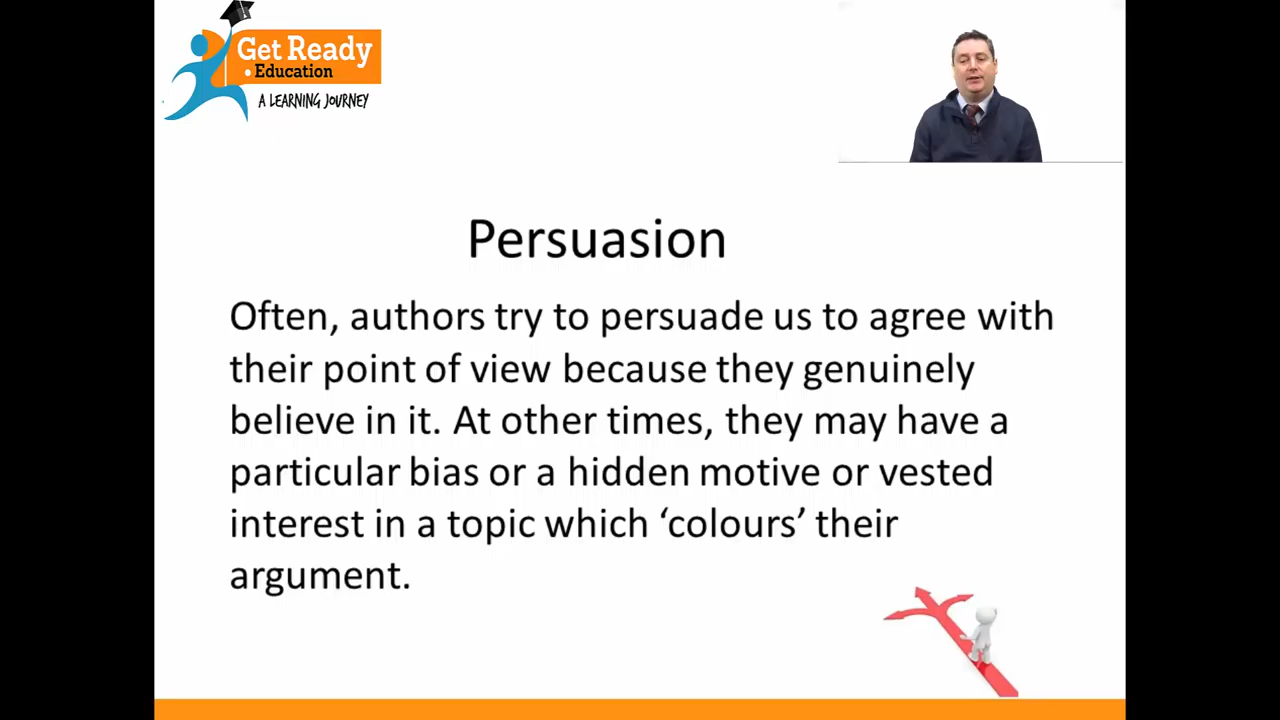 Get Ready
• Education
A LEARNING JOURNEY
Persuasion
Often, authors try to persuade us to agree with
their point of view because they genuinely
believe in it. At other times, they may have a
particular bias or a hidden motive or vested
interest in a topic which ‘colours’ their
argument.